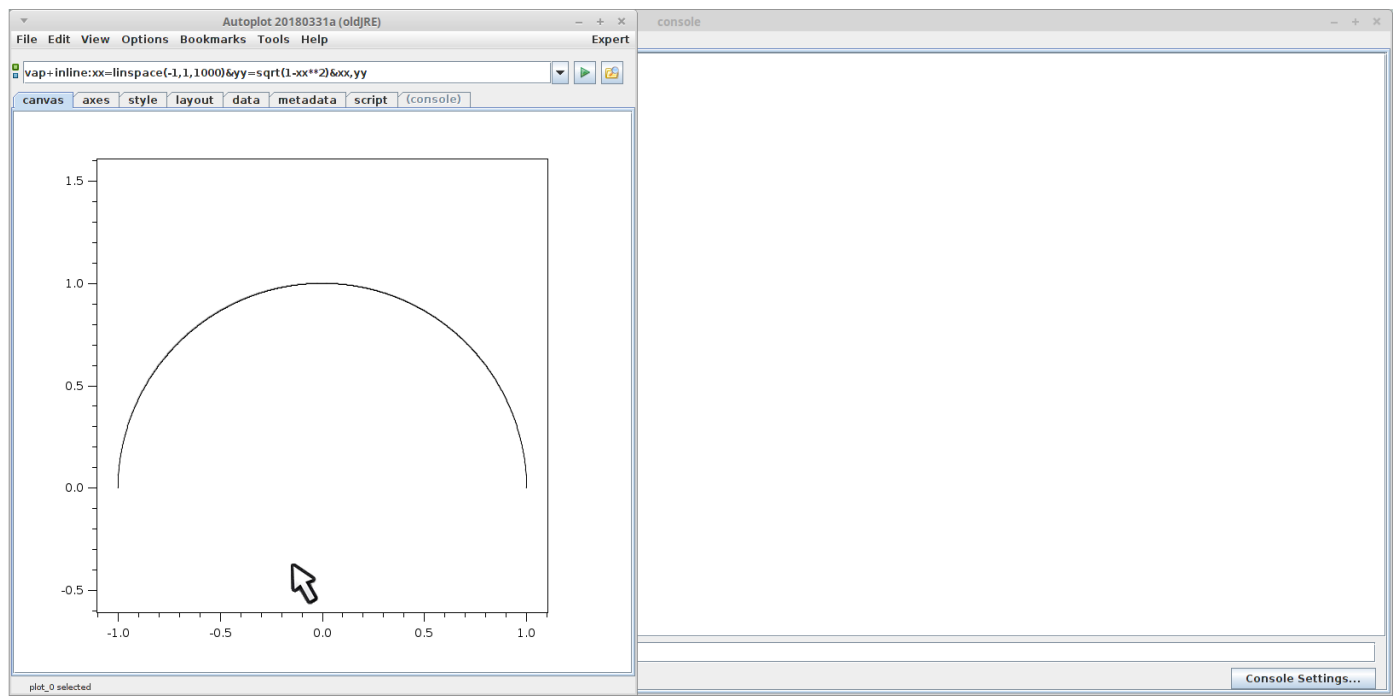 Autoplot 20180331a (oldJRE)
console
File Edit View Options Bookmarks Tools Help Expert
vap+inline:xx=linspace(-1,1,1000)&yy=sqrt(1-xx**2)&xx,yy
canvas axes style layout data metadata script (console)
1.5
1.0
0.5
0.0
-0.5
-1.0 -0.5 0.0 0.5 1.0
Console Settings...
plot_0 selected